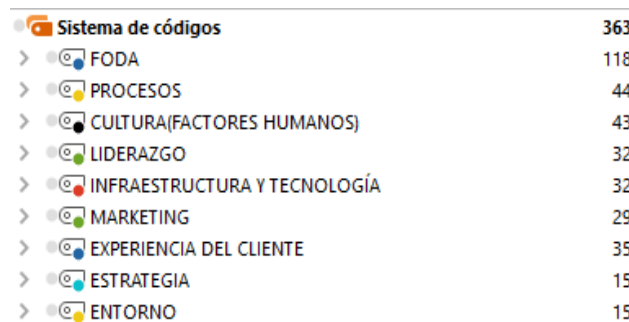 Sistema de códigos 363
FODA 118
PROCESOS 44
CULTURA(FACTORES HUMANOS) 43
LIDERAZGO 32
INFRAESTRUCTURA Y TECNOLOGÍA 32
MARKETING 29
EXPERIENCIA DEL CLIENTE 35
ESTRATEGIA 15
ENTORNO 15